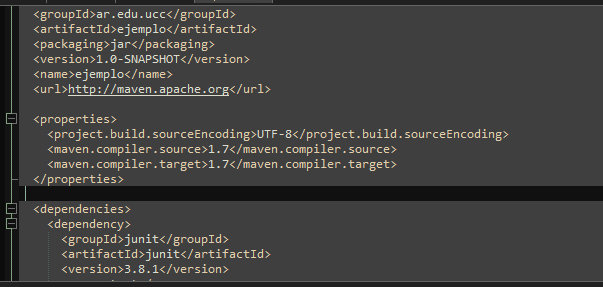 <groupId>ar.edu.ucc</groupId>
<artifactId>ejemplo</artifactId>
<packaging>jar</packaging>
<version>1.0-SNAPSHOT</version>
<name>ejemplo</name>
<url>http://maven.apache.org</url>
<properties>
<project.build.sourceEncoding>UTF-8</project.build.sourceEncoding>
<maven.compiler.source>1.7</maven.compiler.source>
<maven.compiler.target>1.7</maven.compiler.target>
</properties>
<dependencies>
<dependency>
<groupId>junit</groupId>
<artifactId>junit</artifactId>
<version>3.8.1</version>